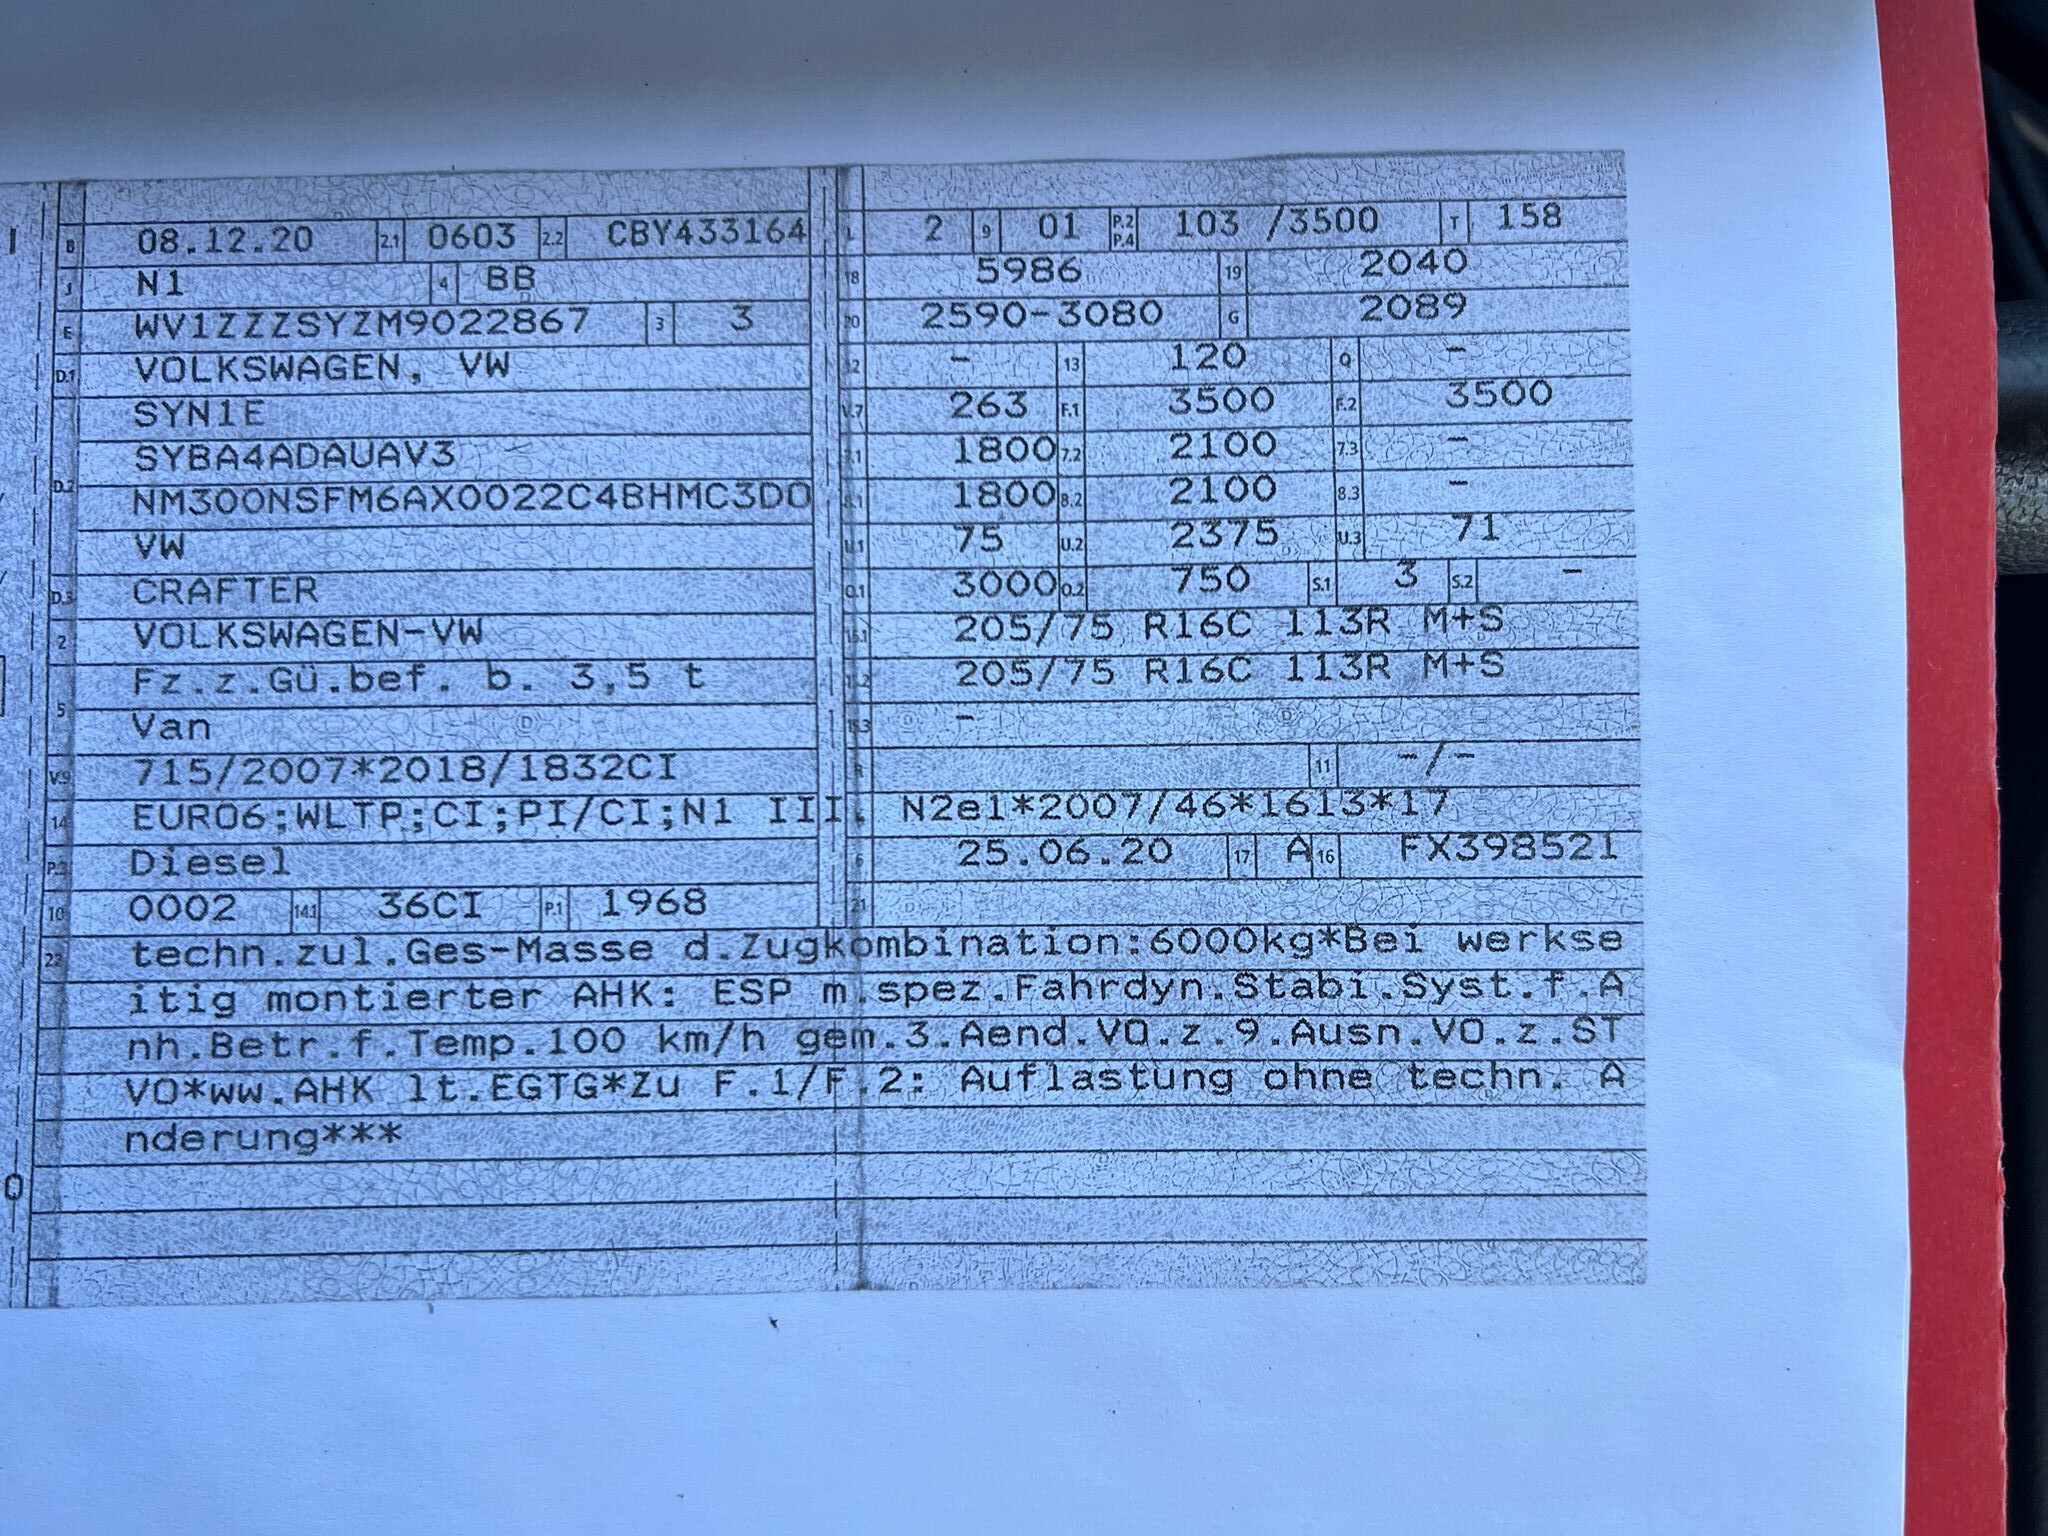 B 08.12.20 2.1 0603 2.2 CBY433164 L 2 9 01 P.2 P.4 103 /3500 T 158
J N1 4 BB 18 5986 19 2040
E WV1ZZZSYZM9022867 3 3 20 2590-3080 G 2089
D.1 VOLKSWAGEN, VW 12 - 13 120 Q -
SYN1E V.7 263 F.1 3500 F.2 3500
SYBA4ADAUAV3 7.1 1800 7.2 2100 7.3 -
D.2 NM300NSFM6AX0022C4BHMC3D0 8.1 1800 8.2 2100 8.3 -
VW U.1 75 U.2 2375 U.3 71
D.3 CRAFTER O.1 3000 O.2 750 S.1 3 S.2 -
2 VOLKSWAGEN-VW 15.1 205/75 R16C 113R M+S
Fz.z.Gü.bef. b. 3,5 t 15.2 205/75 R16C 113R M+S
5 Van 15.3 -
V.9 715/2007*2018/1832CI R 11 -/-
14 EURO6;WLTP;CI;PI/CI;N1 III, N2e1*2007/46*1613*17
P.3 Diesel 6 25.06.20 17 A 16 FX398521
10 0002 14.1 36CI P.1 1968 21
22 techn.zul.Ges-Masse d.Zugkombination:6000kg*Bei werkse
itig montierter AHK: ESP m.spez.Fahrdyn.Stabi.Syst.f.A
nh.Betr.f.Temp.100 km/h gem.3.Aend.VO.z.9.Ausn.VO.z.ST
VO*ww.AHK lt.EGTG*Zu F.1/F.2: Auflastung ohne techn. A
nderung***